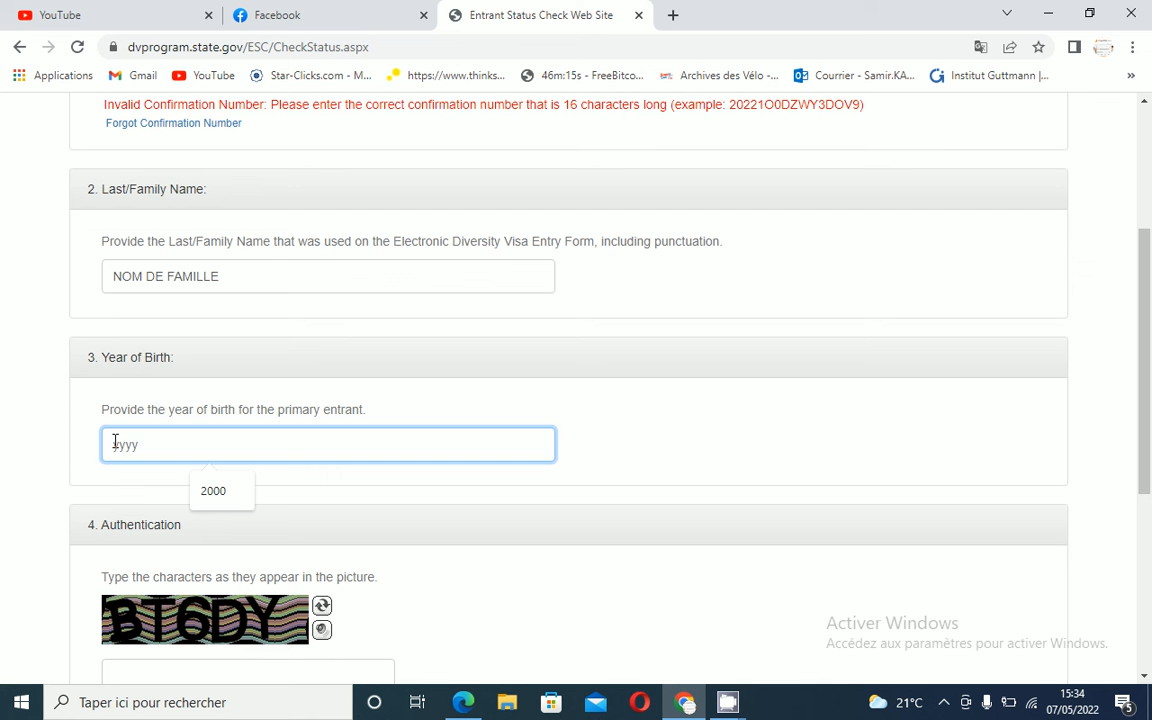 YouTube
Facebook
Entrant Status Check Web Site
dvprogram.state.gov/ESC/CheckStatus.aspx
Applications
Gmail
YouTube
Star-Clicks.com - M...
https://www.thinks...
46m:15s - FreeBitco...
Archives des Vélo -...
Courrier - Samir.KA...
Institut Guttmann |...
Invalid Confirmation Number: Please enter the correct confirmation number that is 16 characters long (example: 20221O0DZWY3DOV9)
Forgot Confirmation Number
2. Last/Family Name:
Provide the Last/Family Name that was used on the Electronic Diversity Visa Entry Form, including punctuation.
NOM DE FAMILLE
3. Year of Birth:
Provide the year of birth for the primary entrant.
yyyy
2000
4. Authentication
Type the characters as they appear in the picture.
BT6DY
Activer Windows
Accédez aux paramètres pour activer Windows.
Taper ici pour rechercher
21°C
15:34
07/05/2022
5